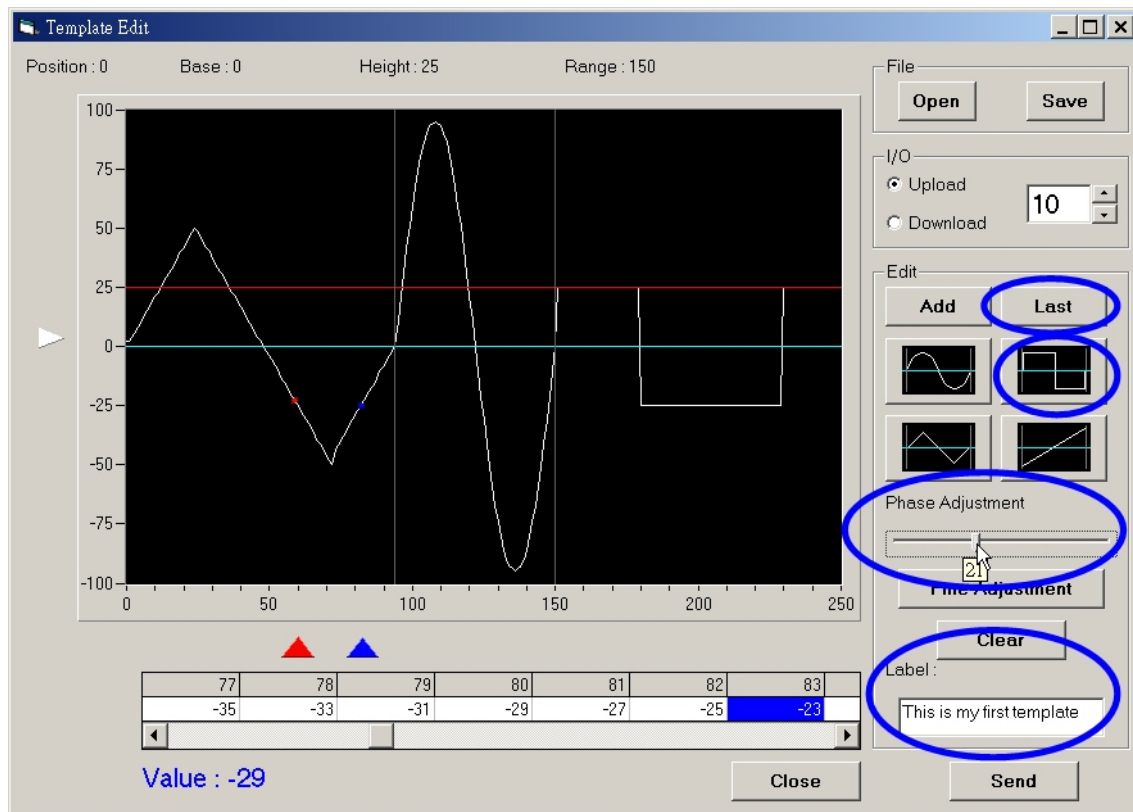 Template Edit
Position : 0 Base : 0 Height : 25 Range : 150
100
75
50
25
0
-25
-50
-75
-100
0 50 100 150 200 250
77 78 79 80 81 82 83
-35 -33 -31 -29 -27 -25 -23
Value : -29
Close
File
Open Save
I/O
Upload
Download
10
Edit
Add Last
Phase Adjustment
21
Fine Adjustment
Clear
Label :
This is my first template
Send